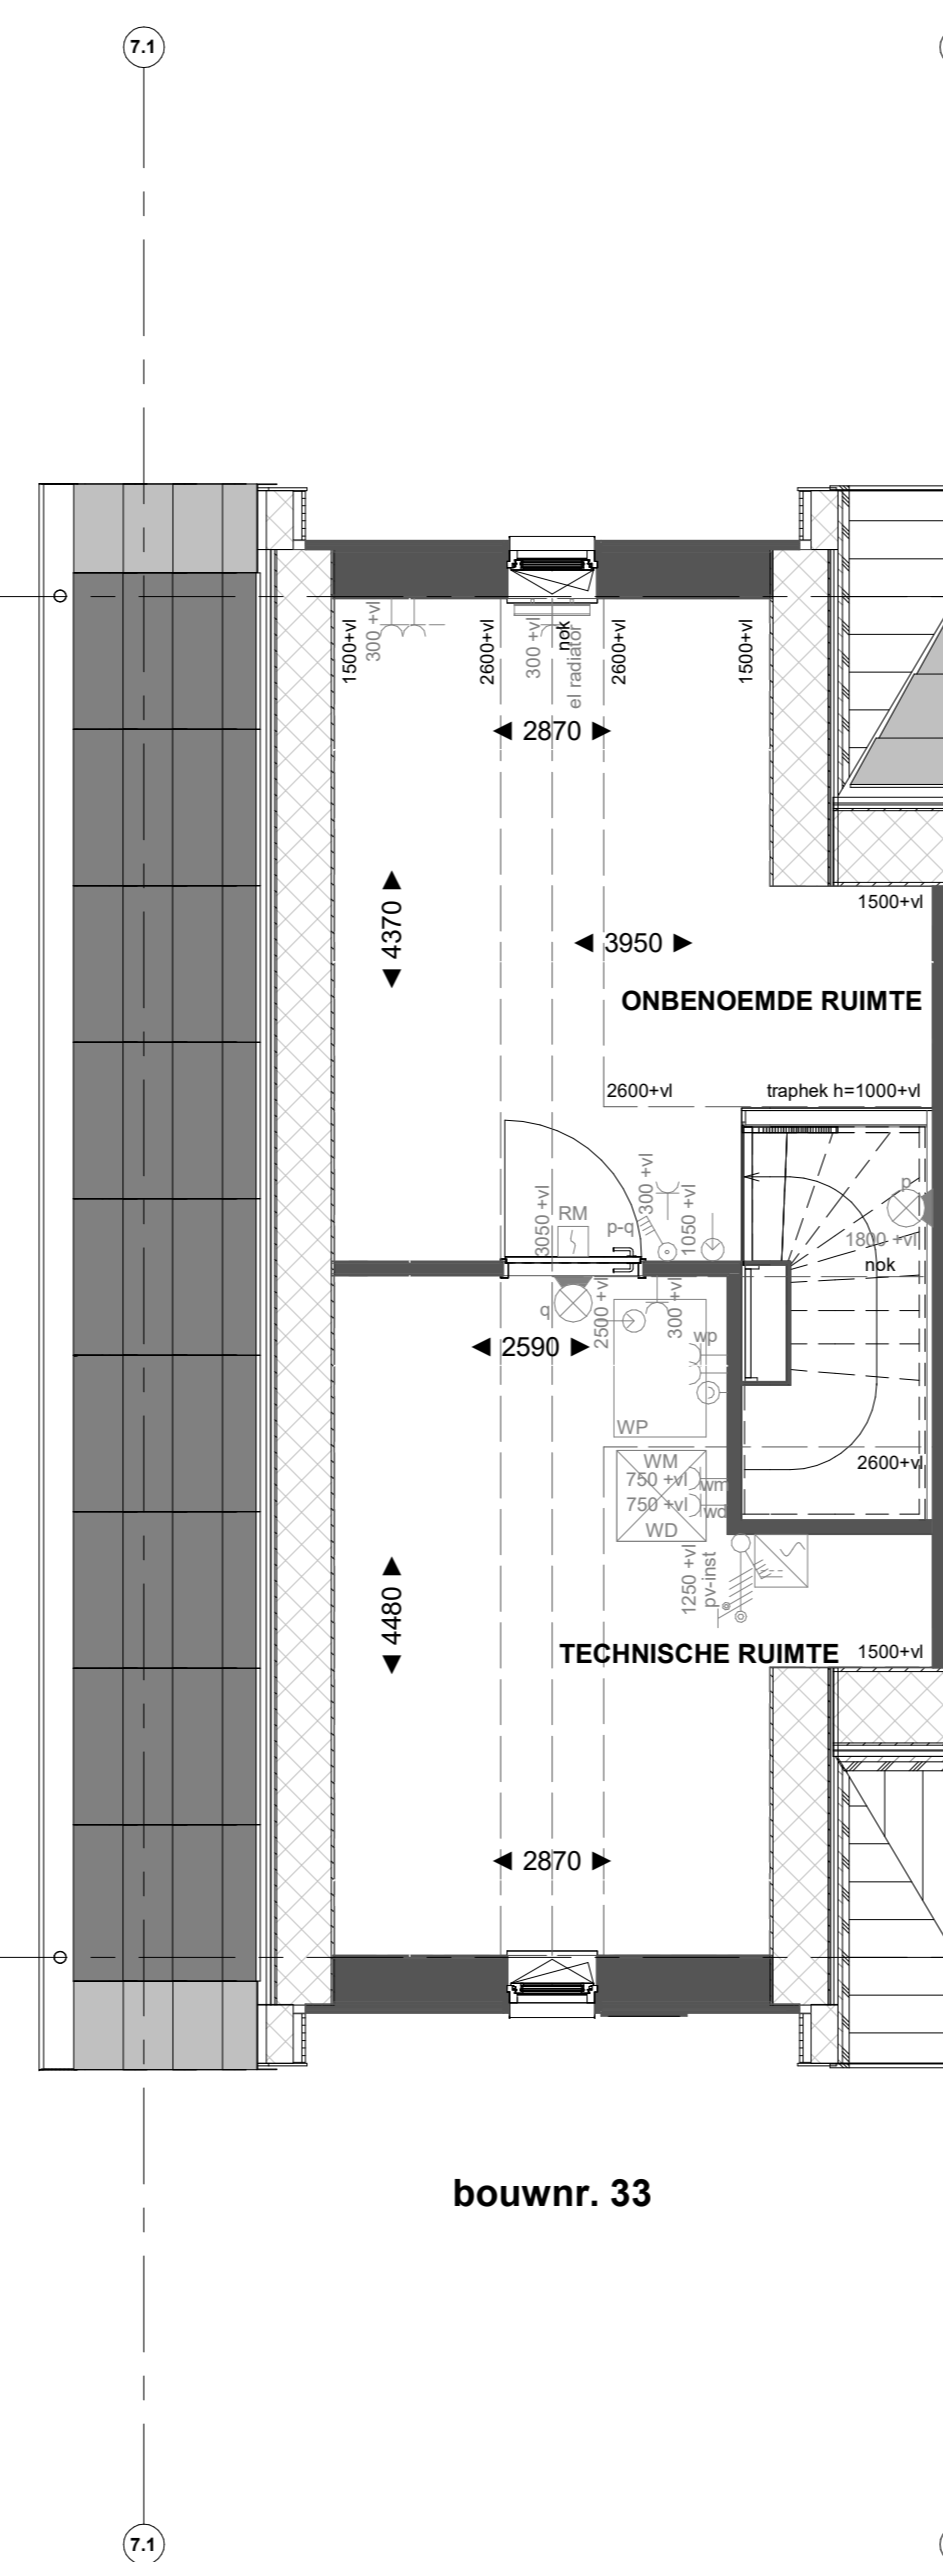 7.1
1500+vl
300 +vl
2600+vl
300 +vl
nok
el radiator
2600+vl
1500+vl
2870
1500+vl
4370
3950
ONBENOEMDE RUIMTE
2600+vl
traphek h=1000+vl
3050 +vl
RM
p-q
300 +vl
1050 +vl
p
1800 +vl
nok
q
2500 +vl
300 +vl
2590
wp
WP
WM
750 +vl
wm
750 +vl
wd
WD
2600+vl
1250 +vl
pv-inst
4480
TECHNISCHE RUIMTE
1500+vl
2870
bouwnr. 33
7.1